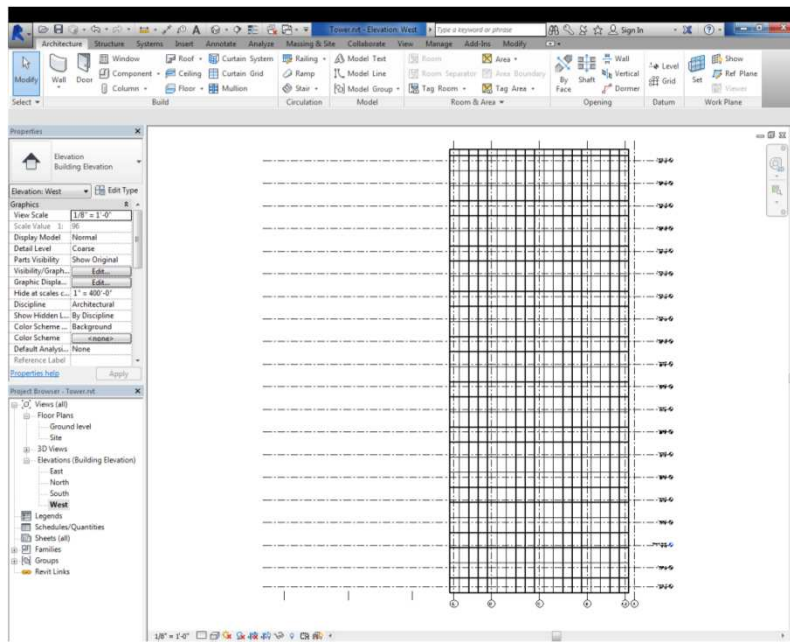 Tower.rvt - Elevation: West
Type a keyword or phrase
Sign In
Architecture Structure Systems Insert Annotate Analyze Massing & Site Collaborate View Manage Add-Ins Modify
Modify
Wall
Door
Window
Component
Column
Roof
Ceiling
Floor
Curtain System
Curtain Grid
Mullion
Railing
Ramp
Stair
Model Text
Model Line
Model Group
Room
Room Separator
Tag Room
Area
Area Boundary
Tag Area
By Face
Shaft
Wall
Vertical
Dormer
Level
Grid
Set
Show
Ref Plane
Viewer
Select Build Circulation Model Room & Area Opening Datum Work Plane
Properties
Elevation
Building Elevation
Elevation: West Edit Type
Graphics
View Scale 1/8" = 1'-0"
Scale Value 1: 96
Display Model Normal
Detail Level Coarse
Parts Visibility Show Original
Visibility/Graph... Edit...
Graphic Displa... Edit...
Hide at scales c... 1" = 400'-0"
Discipline Architectural
Show Hidden L... By Discipline
Color Scheme ... Background
Color Scheme <none>
Default Analysi... None
Reference Label
Properties help Apply
Project Browser - Tower.rvt
Views (all)
Floor Plans
Ground level
Site
3D Views
Elevations (Building Elevation)
East
North
South
West
Legends
Schedules/Quantities
Sheets (all)
Families
Groups
Revit Links
1/8" = 1'-0"